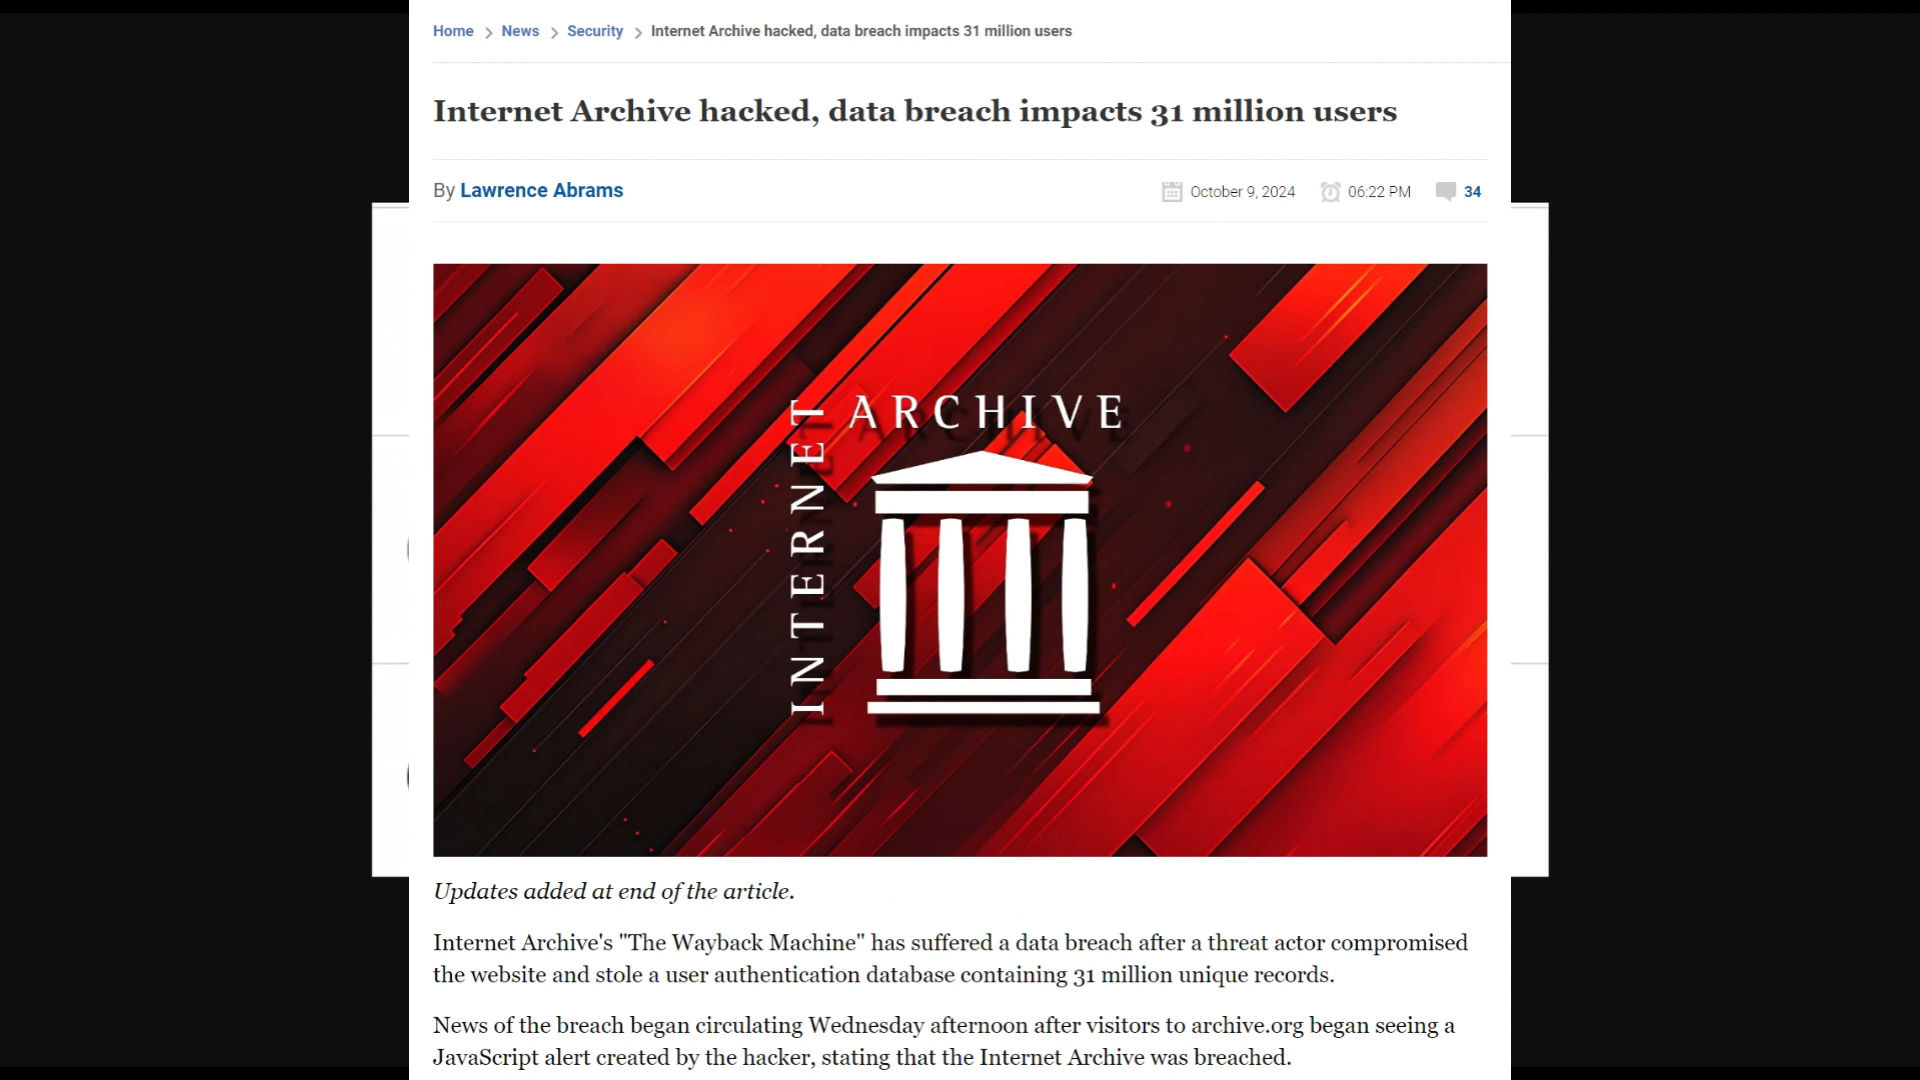 Home > News > Security > Internet Archive hacked, data breach impacts 31 million users
Internet Archive hacked, data breach impacts 31 million users
By Lawrence Abrams
October 9, 2024 06:22 PM 34
ARCHIVE
INTERNET
Updates added at end of the article.
Internet Archive's "The Wayback Machine" has suffered a data breach after a threat actor compromised
the website and stole a user authentication database containing 31 million unique records.
News of the breach began circulating Wednesday afternoon after visitors to archive.org began seeing a
JavaScript alert created by the hacker, stating that the Internet Archive was breached.